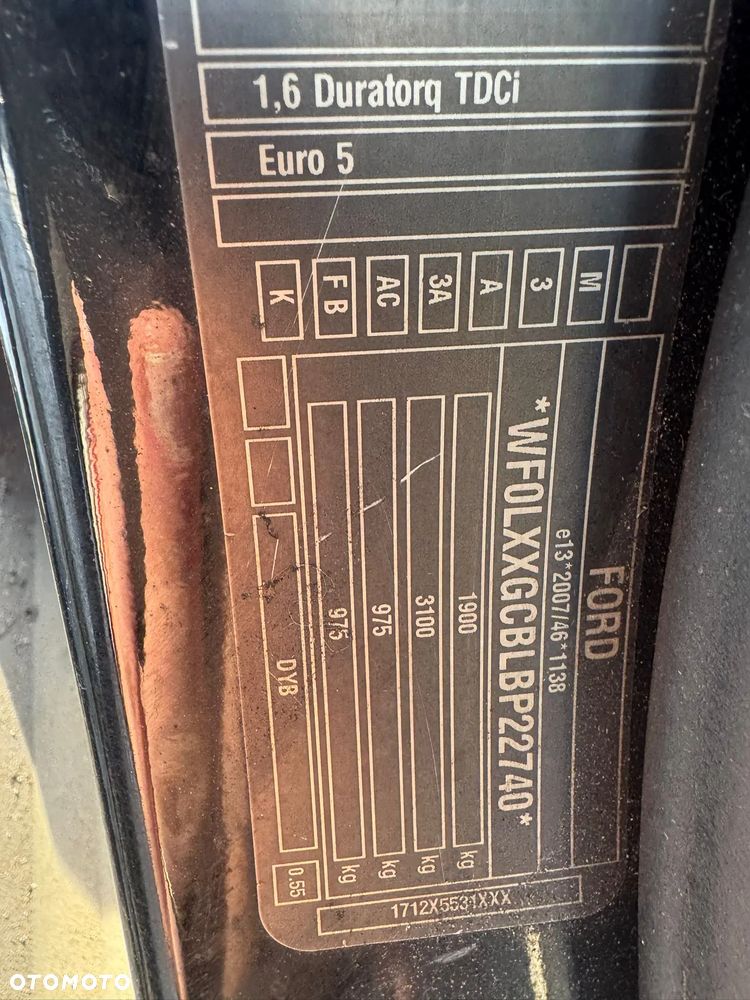 1,6 Duratorq TDCi
Euro 5
K
F B
AC
3A
A
3
M
FORD
e13*2007/46*1138
*WF0LXXGCBLBP22740*
1900 kg
3100 kg
975 kg
975 kg
DYB
0.55
1712X5531XXX
OTOMOTO